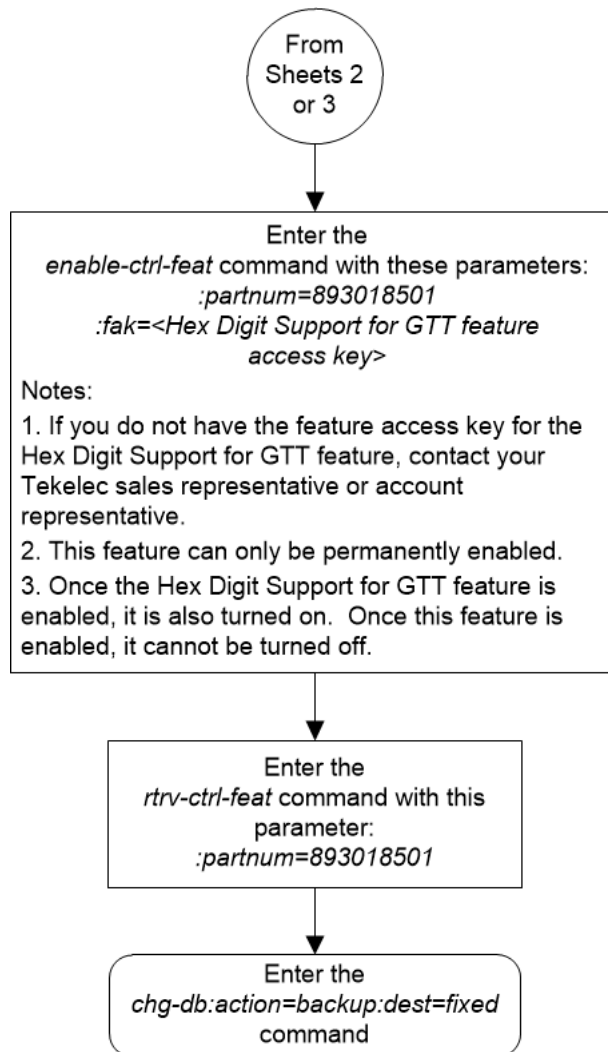 From
Sheets 2
or 3
Enter the
enable-ctrl-feat command with these parameters:
:partnum=893018501
:fak=<Hex Digit Support for GTT feature
access key>
Notes:
1. If you do not have the feature access key for the
Hex Digit Support for GTT feature, contact your
Tekelec sales representative or account
representative.
2. This feature can only be permanently enabled.
3. Once the Hex Digit Support for GTT feature is
enabled, it is also turned on.  Once this feature is
enabled, it cannot be turned off.
Enter the
rtrv-ctrl-feat command with this
parameter:
:partnum=893018501
Enter the
chg-db:action=backup:dest=fixed
command